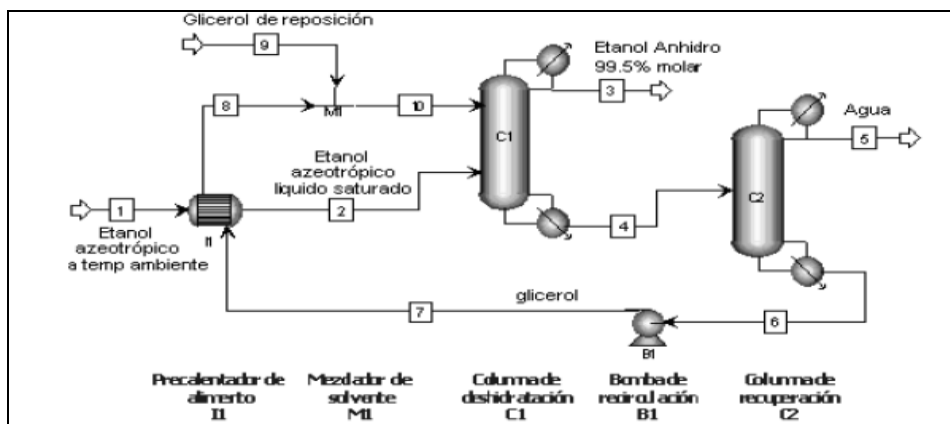 Glicerol de reposición
9
Etanol Anhidro
99.5% molar
8
M1
10
C1
3
Agua
5
Etanol
azeotrópico
liquido saturado
C2
1
I1
2
4
Etanol
azeotrópico
a temp ambiente
glicerol
7
B1
6
Precalentador de
alimento
I1
Mezclador de
solvente
M1
Columna de
deshidratación
C1
Bomba de
recirculación
B1
Columna de
recuperación
C2